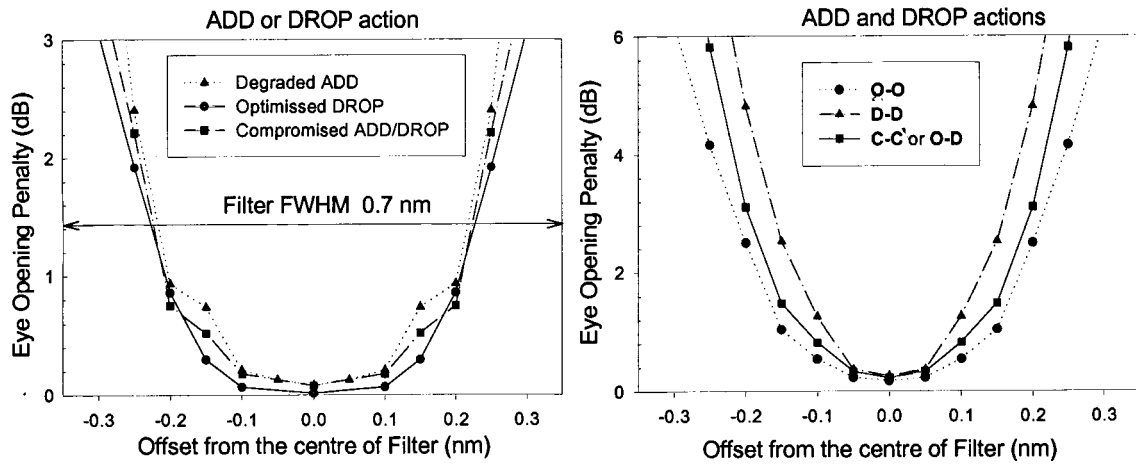 ADD or DROP action
3
2
1
0
Eye Opening Penalty (dB)
Degraded ADD
Optimissed DROP
Compromised ADD/DROP
Filter FWHM 0.7 nm
-0.3 -0.2 -0.1 0.0 0.1 0.2 0.3
Offset from the centre of Filter (nm)
ADD and DROP actions
6
4
2
0
Eye Opening Penalty (dB)
O-O
D-D
C-C or O-D
-0.3 -0.2 -0.1 0.0 0.1 0.2 0.3
Offset from the centre of Filter (nm)